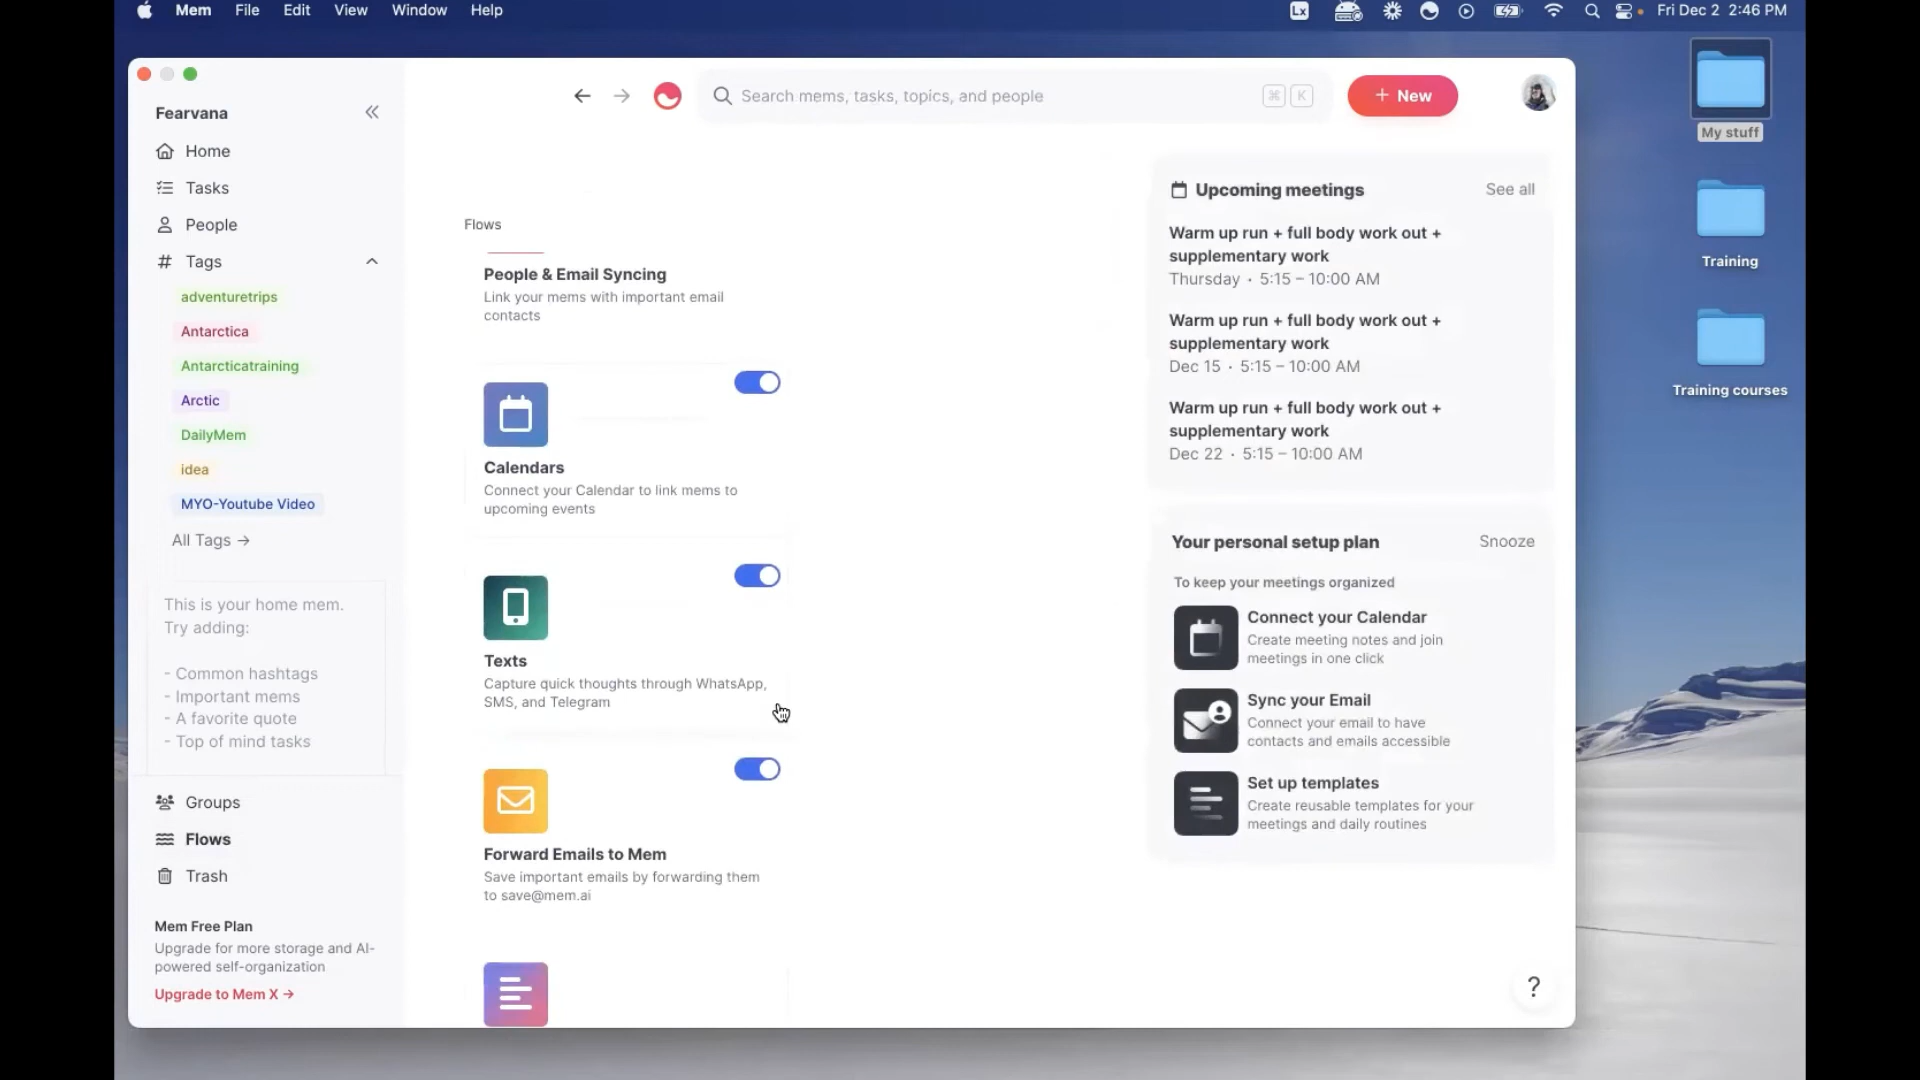 Mem File Edit View Window Help
Lx
Fri Dec 2 2:46 PM
Fearvana
Home
Tasks
People
# Tags
adventuretrips
Antarctica
Antarcticatraining
Arctic
DailyMem
idea
MYO-Youtube Video
All Tags →
This is your home mem.
Try adding:
- Common hashtags
- Important mems
- A favorite quote
- Top of mind tasks
Groups
Flows
Trash
Mem Free Plan
Upgrade for more storage and AI-
powered self-organization
Upgrade to Mem X →
Search mems, tasks, topics, and people
⌘ K
+ New
Flows
People & Email Syncing
Link your mems with important email
contacts
Calendars
Connect your Calendar to link mems to
upcoming events
Texts
Capture quick thoughts through WhatsApp,
SMS, and Telegram
Forward Emails to Mem
Save important emails by forwarding them
to save@mem.ai
Upcoming meetings
See all
Warm up run + full body work out +
supplementary work
Thursday · 5:15 – 10:00 AM
Warm up run + full body work out +
supplementary work
Dec 15 · 5:15 – 10:00 AM
Warm up run + full body work out +
supplementary work
Dec 22 · 5:15 – 10:00 AM
Your personal setup plan
Snooze
To keep your meetings organized
Connect your Calendar
Create meeting notes and join
meetings in one click
Sync your Email
Connect your email to have
contacts and emails accessible
Set up templates
Create reusable templates for your
meetings and daily routines
?
My stuff
Training
Training courses